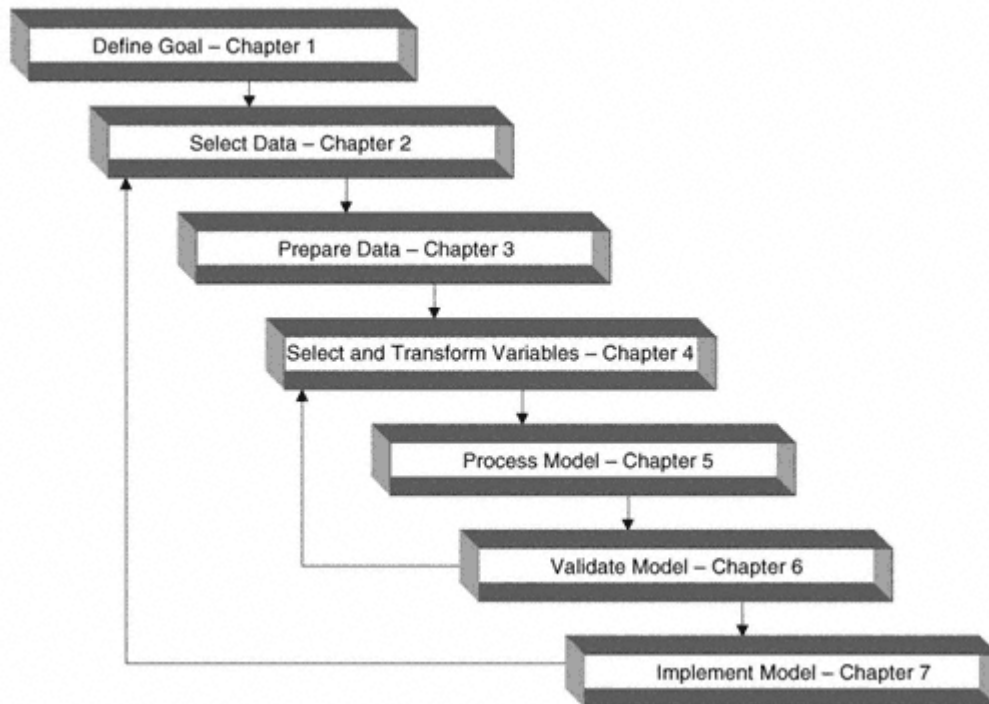 Define Goal – Chapter 1
Select Data – Chapter 2
Prepare Data – Chapter 3
Select and Transform Variables – Chapter 4
Process Model – Chapter 5
Validate Model – Chapter 6
Implement Model – Chapter 7